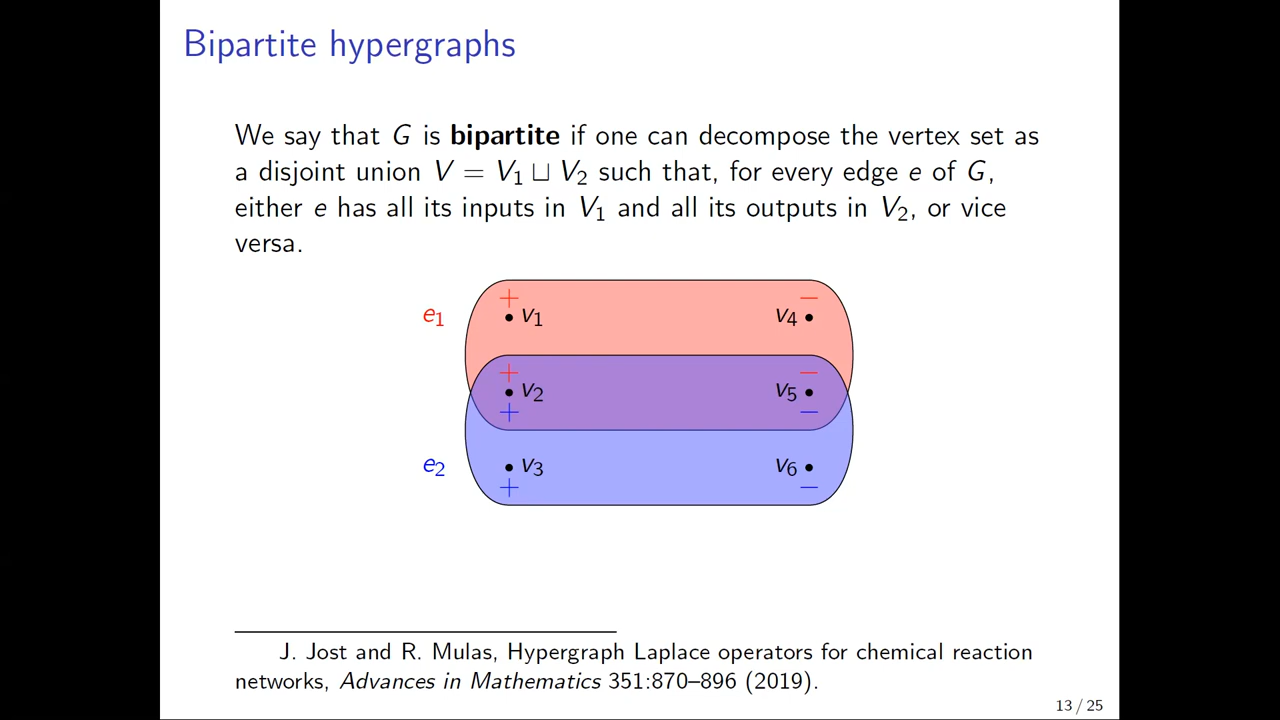 Bipartite hypergraphs
We say that G is bipartite if one can decompose the vertex set as
a disjoint union V = V₁ ⊔ V₂ such that, for every edge e of G,
either e has all its inputs in V₁ and all its outputs in V₂, or vice
versa.
+ −
e₁ v₁ v₄
+ −
v₂ v₅
+ −
e₂ v₃ v₆
+ −
J. Jost and R. Mulas, Hypergraph Laplace operators for chemical reaction
networks, Advances in Mathematics 351:870–896 (2019).
13 / 25